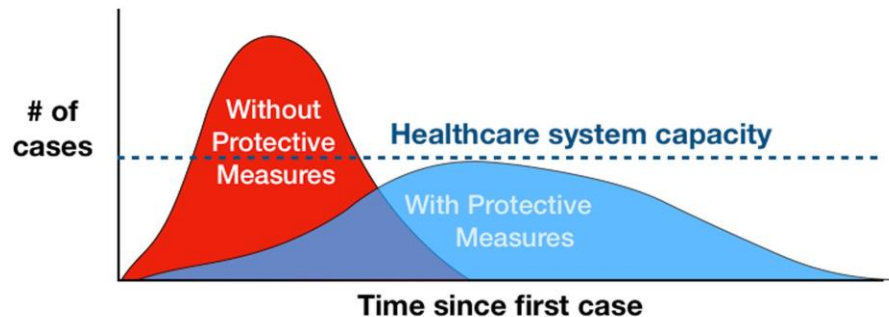 # of
cases
Without
Protective
Measures
Healthcare system capacity
With Protective
Measures
Time since first case